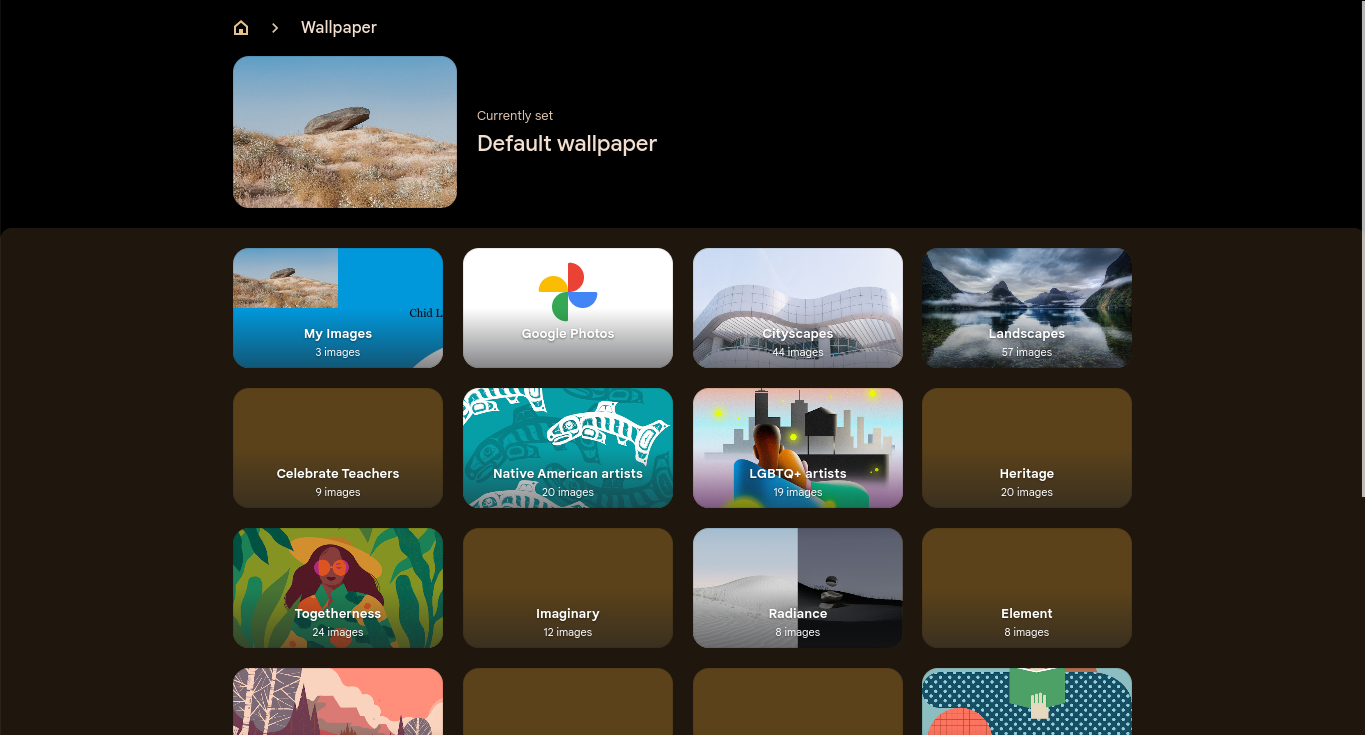 Wallpaper
Currently set
Default wallpaper
Chid L
My Images
3 images
Google Photos
Cityscapes
44 images
Landscapes
57 images
Celebrate Teachers
9 images
Native American artists
20 images
LGBTQ+ artists
19 images
Heritage
20 images
Togetherness
24 images
Imaginary
12 images
Radiance
8 images
Element
8 images